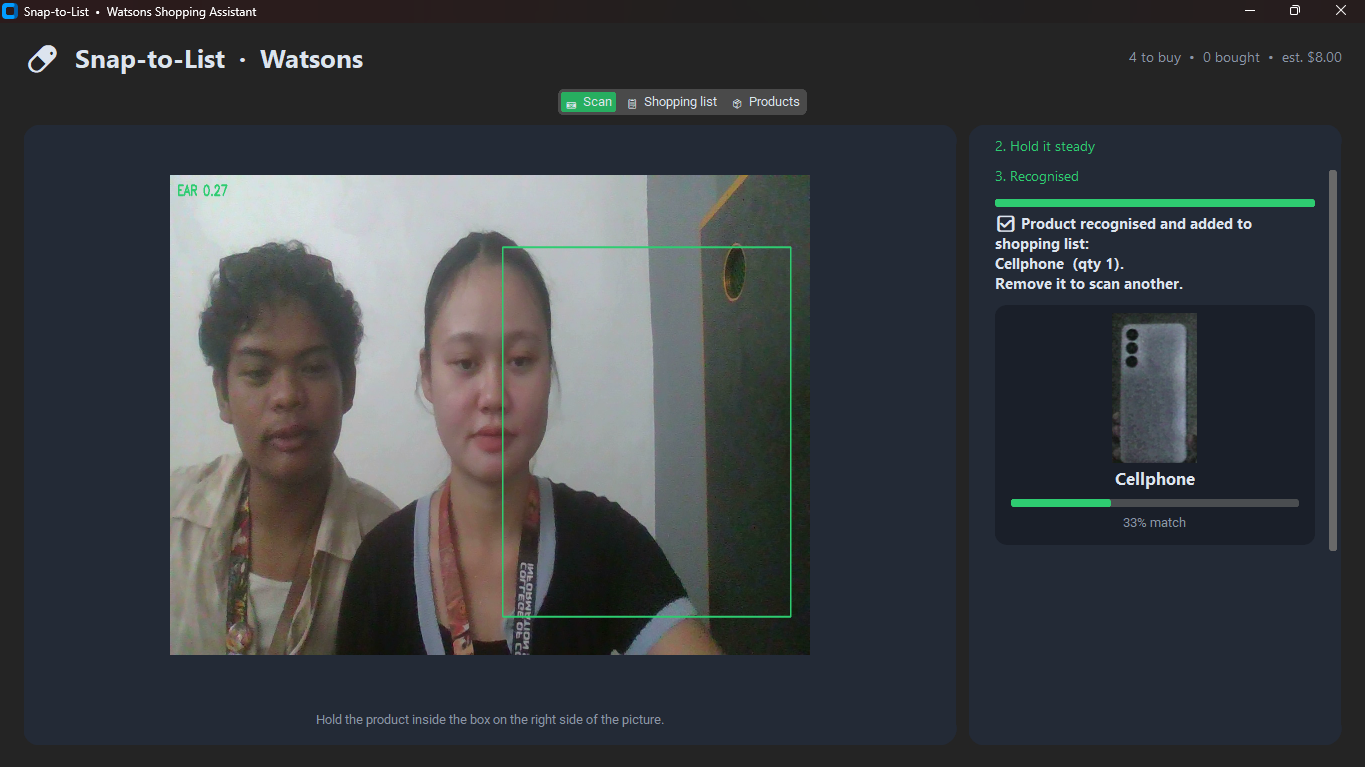 Snap-to-List • Watsons Shopping Assistant
Snap-to-List · Watsons
4 to buy • 0 bought • est. $8.00
Scan
Shopping list
Products
EAR 0.27
2. Hold it steady
3. Recognised
Product recognised and added to
shopping list:
Cellphone (qty 1).
Remove it to scan another.
Cellphone
33% match
Hold the product inside the box on the right side of the picture.